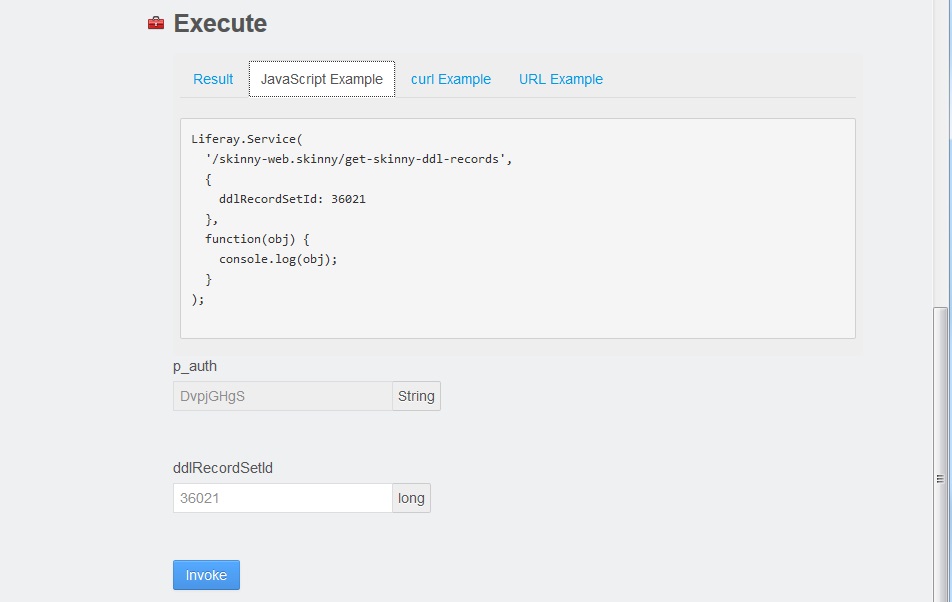 Execute
Result JavaScript Example curl Example URL Example
Liferay.Service(
  '/skinny-web.skinny/get-skinny-ddl-records',
  {
    ddlRecordSetId: 36021
  },
  function(obj) {
    console.log(obj);
  }
);
p_auth
DvpjGHgS String
ddlRecordSetId
36021 long
Invoke